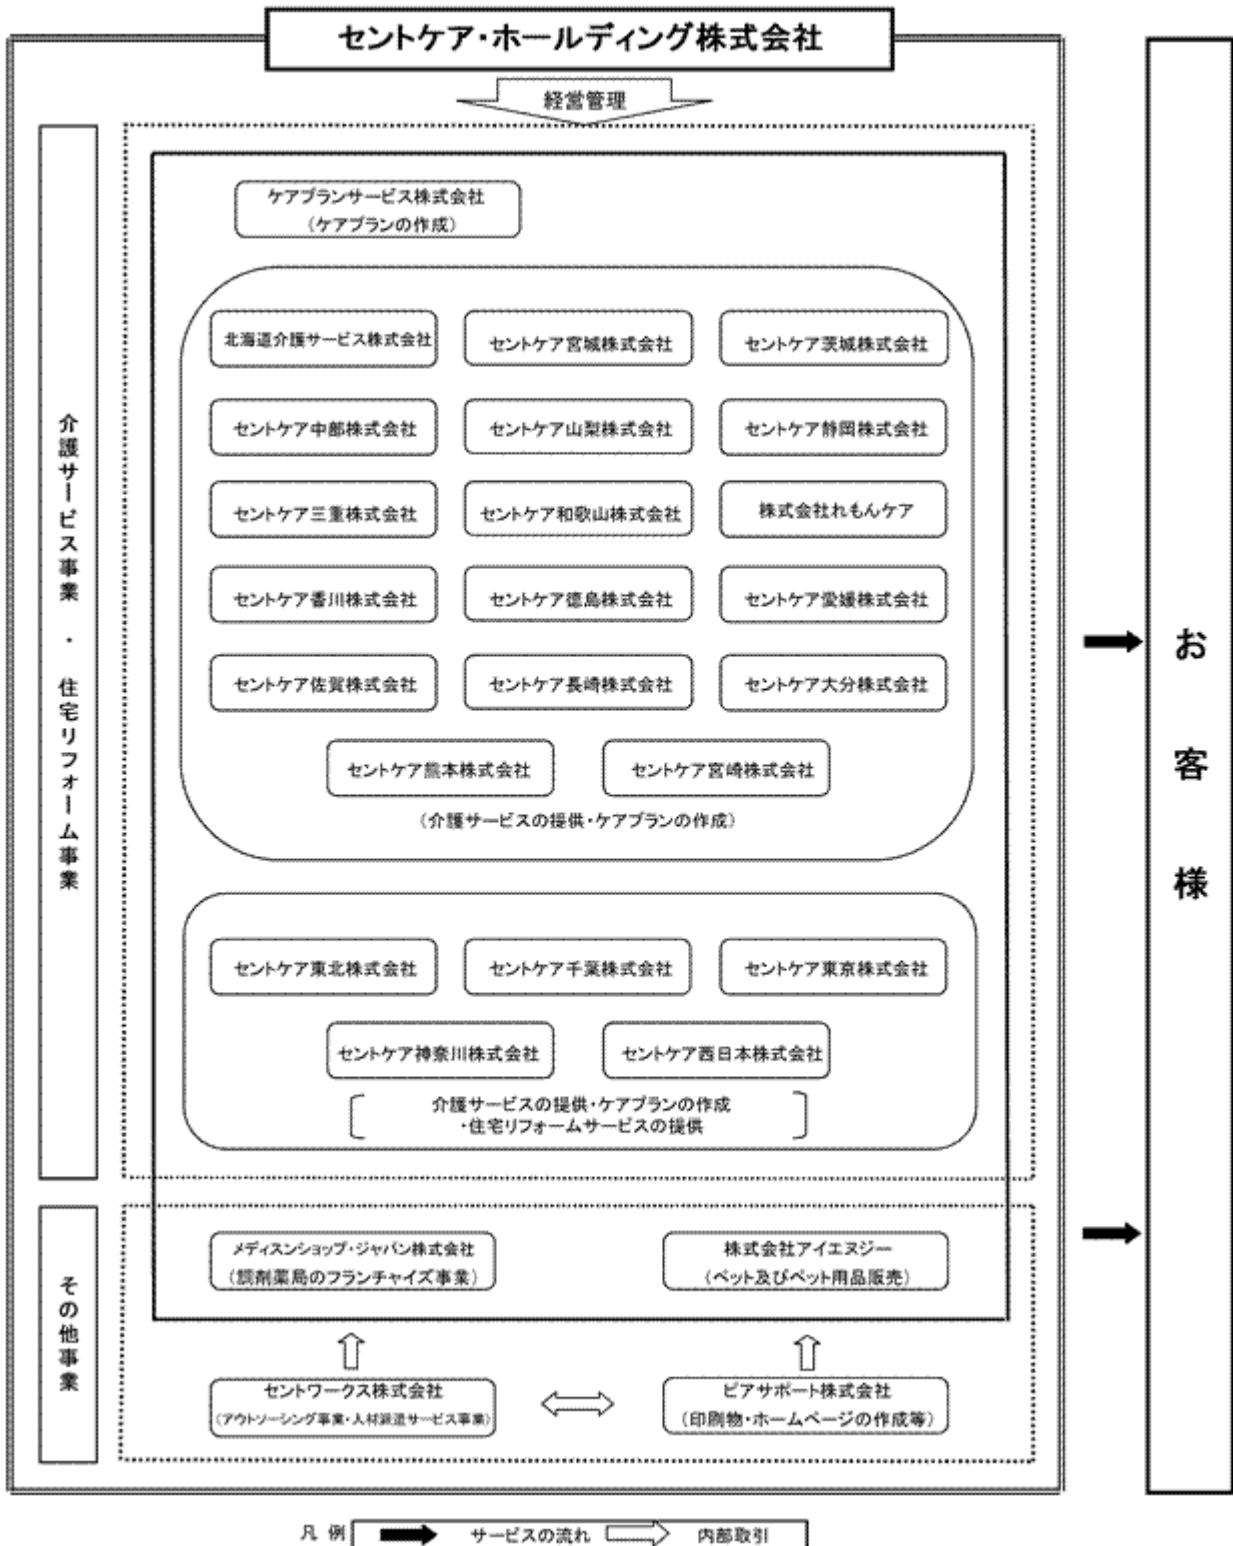 セントケア・ホールディング株式会社
経営管理
介護サービス事業 ・ 住宅リフォーム事業
ケアプランサービス株式会社
(ケアプランの作成)
北海道介護サービス株式会社
セントケア宮城株式会社
セントケア茨城株式会社
セントケア中部株式会社
セントケア山梨株式会社
セントケア静岡株式会社
セントケア三重株式会社
セントケア和歌山株式会社
株式会社れもんケア
セントケア香川株式会社
セントケア徳島株式会社
セントケア愛媛株式会社
セントケア佐賀株式会社
セントケア長崎株式会社
セントケア大分株式会社
セントケア熊本株式会社
セントケア宮崎株式会社
(介護サービスの提供・ケアプランの作成)
セントケア東北株式会社
セントケア千葉株式会社
セントケア東京株式会社
セントケア神奈川株式会社
セントケア西日本株式会社
介護サービスの提供・ケアプランの作成
・住宅リフォームサービスの提供
お客様
その他事業
メディスンショップ・ジャパン株式会社
(調剤薬局のフランチャイズ事業)
株式会社アイエヌジー
(ペット及びペット用品販売)
セントワークス株式会社
(アウトソーシング事業・人材派遣サービス事業)
ピアサポート株式会社
(印刷物・ホームページの作成等)
凡 例
サービスの流れ
内部取引